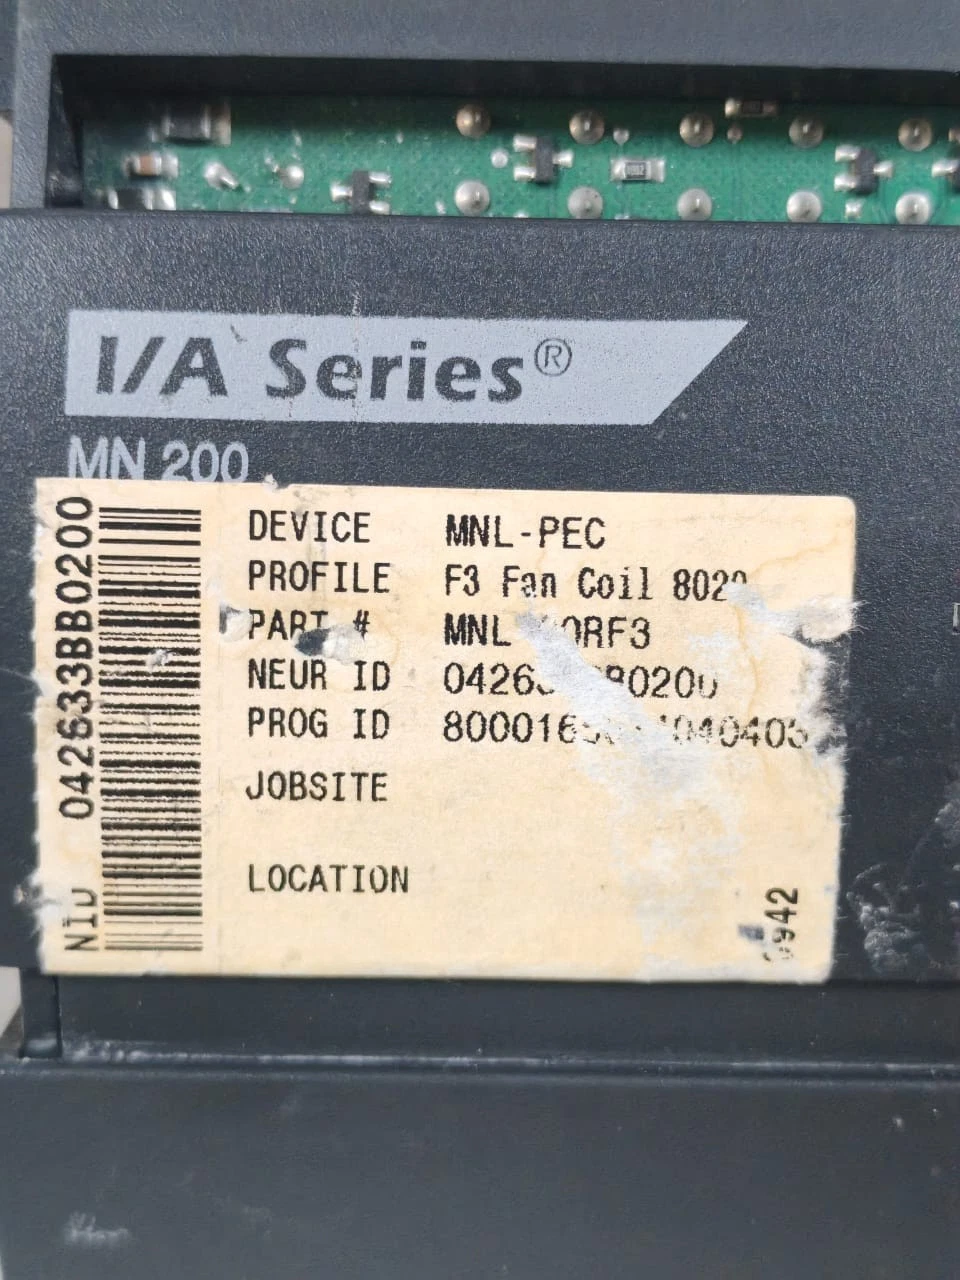 I/A Series®
MN 200
NID 042633BB0200
DEVICE MNL-PEC
PROFILE F3 Fan Coil
PART #
NEUR ID
PROG ID
JOBSITE
LOCATION